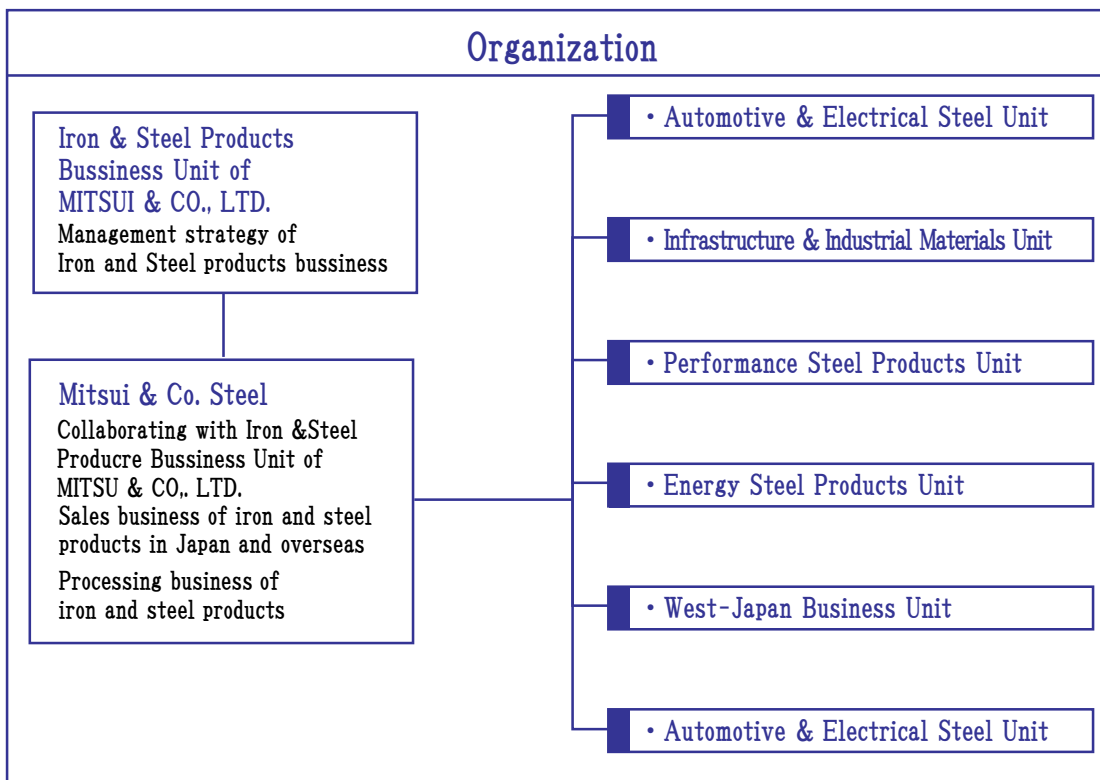 Organization
Iron & Steel Products
Bussiness Unit of
MITSUI & CO., LTD.
Management strategy of
Iron and Steel products bussiness
Mitsui & Co. Steel
Collaborating with Iron &Steel
Producre Bussiness Unit of
MITSU & CO,. LTD.
Sales business of iron and steel
products in Japan and overseas
Processing business of
iron and steel products
・Automotive & Electrical Steel Unit
・Infrastructure & Industrial Materials Unit
・Performance Steel Products Unit
・Energy Steel Products Unit
・West-Japan Business Unit
・Automotive & Electrical Steel Unit